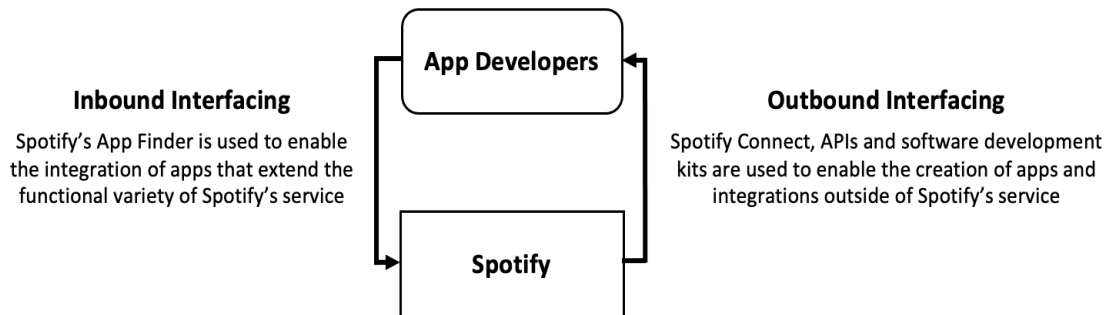 App Developers
Inbound Interfacing
Spotify's App Finder is used to enable
the integration of apps that extend the
functional variety of Spotify's service
Outbound Interfacing
Spotify Connect, APIs and software development
kits are used to enable the creation of apps and
integrations outside of Spotify's service
Spotify